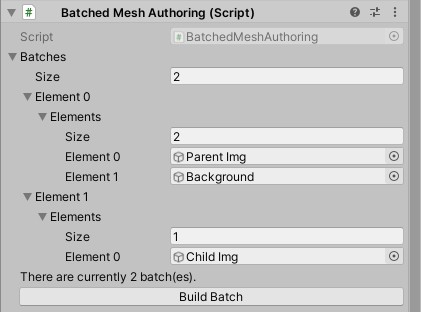 # Batched Mesh Authoring (Script)
Script # BatchedMeshAuthoring
Batches
Size 2
Element 0
Elements
Size 2
Element 0 Parent Img
Element 1 Background
Element 1
Elements
Size 1
Element 0 Child Img
There are currently 2 batch(es).
Build Batch